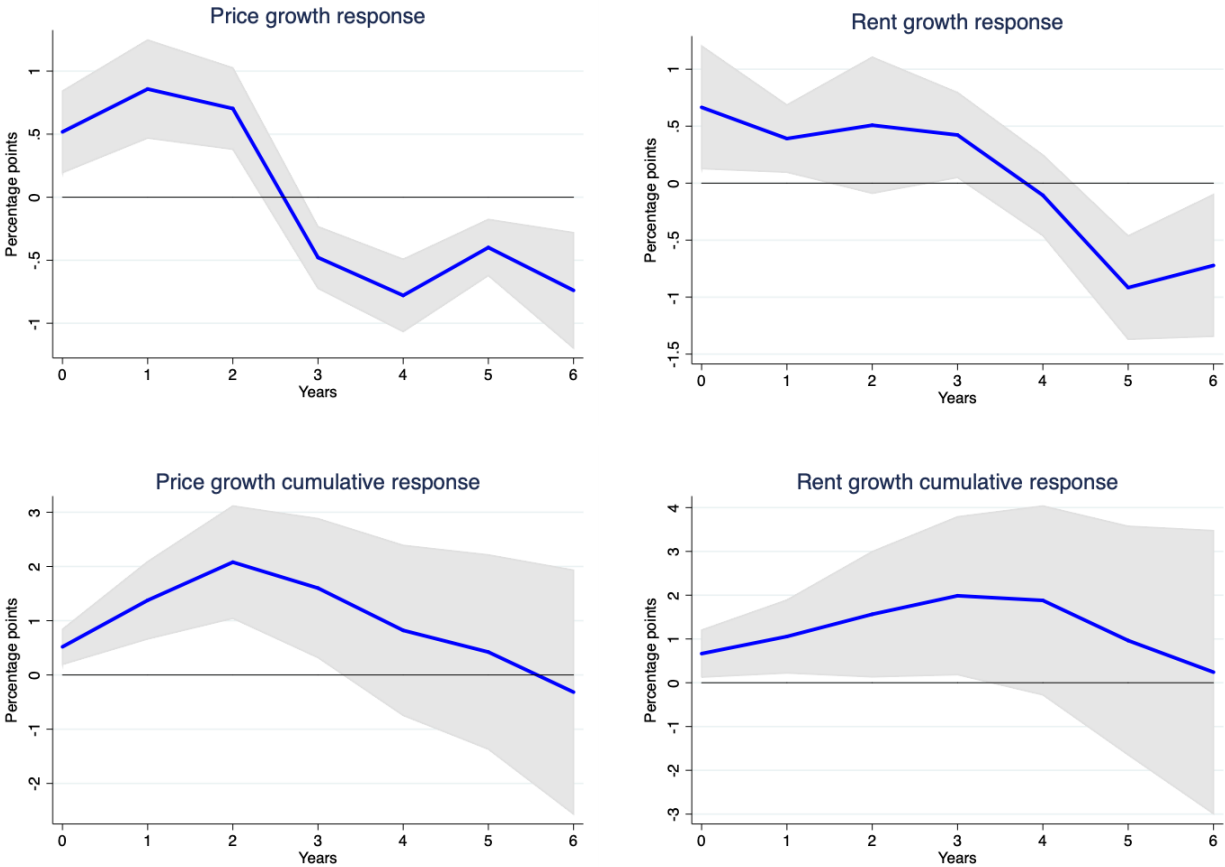 Price growth response
Percentage points
1
.5
0
-.5
-1
0 1 2 3 4 5 6
Years
Rent growth response
Percentage points
1
.5
0
-.5
-1
-1.5
0 1 2 3 4 5 6
Years
Price growth cumulative response
Percentage points
3
2
1
0
-1
-2
0 1 2 3 4 5 6
Years
Rent growth cumulative response
Percentage points
4
3
2
1
0
-1
-2
-3
0 1 2 3 4 5 6
Years